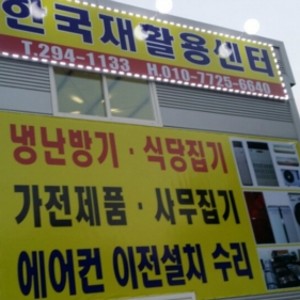 한국재활용센터
T.294-1133 H.010-7725-6640
냉난방기·식당집기
가전제품·사무집기
에어컨 이전설치 수리